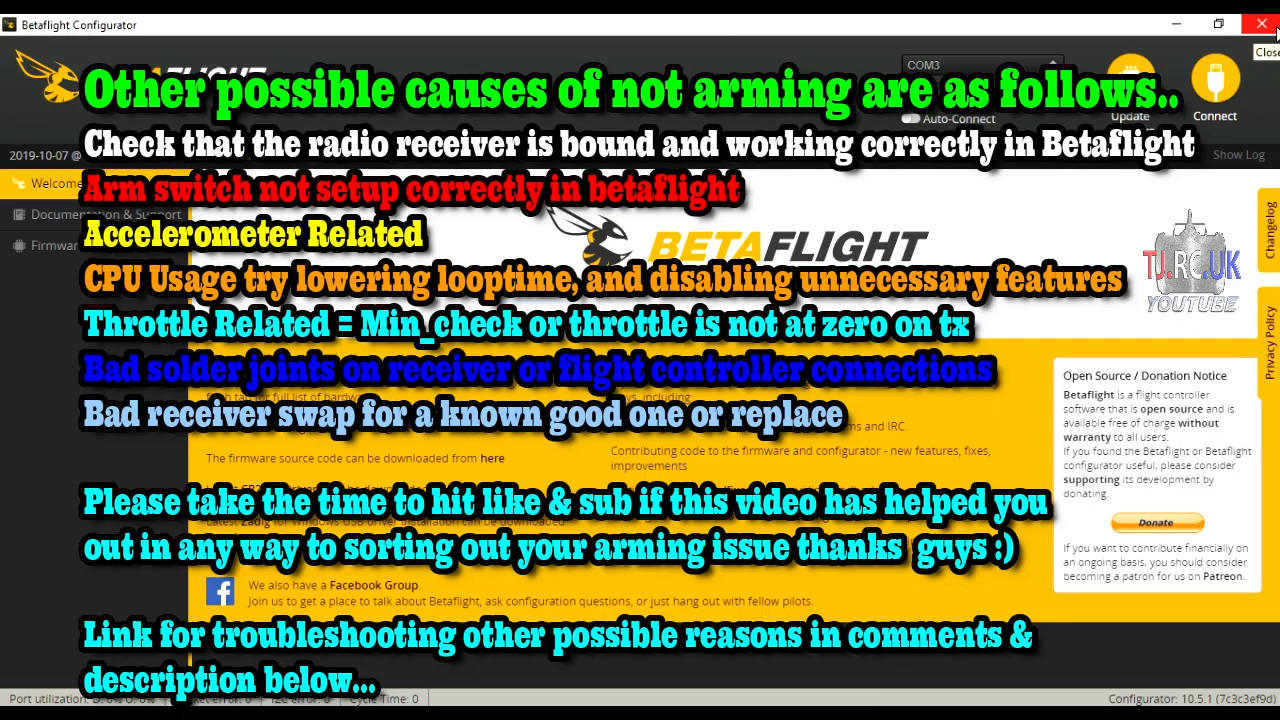 Betaflight Configurator
Close
COM3
Other possible causes of not arming are as follows..
Auto-Connect
Update
Connect
Check that the radio receiver is bound and working correctly in Betaflight
2019-10-07 @
Show Log
Welcome
Arm switch not setup correctly in betaflight
Documentation & Support
Accelerometer Related
BETAFLIGHT
Changelog
TJ.RC.UK
YOUTUBE
CPU Usage try lowering looptime, and disabling unnecessary features
Throttle Related = Min_check or throttle is not at zero on tx
Privacy Policy
Bad solder joints on receiver or flight controller connections
Bad receiver swap for a known good one or replace
and IRC.
The firmware source code can be downloaded from here
Contributing code to the firmware and configurator - new features, fixes,
improvements
Please take the time to hit like & sub if this video has helped you
out in any way to sorting out your arming issue thanks guys :)
We also have a Facebook Group.
Join us to get a place to talk about Betaflight, ask configuration questions, or just hang out with fellow pilots.
Open Source / Donation Notice
Betaflight is a flight controller
software that is open source and is
available free of charge without
warranty to all users.
If you found the Betaflight or Betaflight
configurator useful, please consider
supporting its development by
donating.
Donate
If you want to contribute financially on
an ongoing basis, you should consider
becoming a patron for us on Patreon.
Link for troubleshooting other possible reasons in comments &
description below...
Port utilization:
Cycle Time: 0
Configurator: 10.5.1 (7c3c3ef9d)